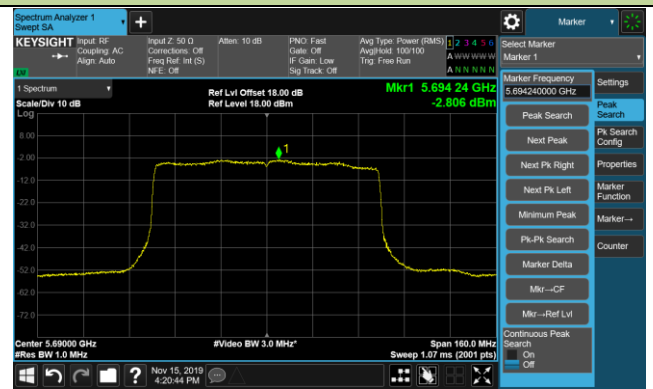 Spectrum Analyzer 1
Swept SA
Marker
KEYSIGHT
Input: RF
Coupling: AC
Align: Auto
Input Z: 50 Ω
Corrections: Off
Freq Ref: Int (S)
NFE: Off
Atten: 10 dB
PNO: Fast
Gate: Off
IF Gain: Low
Sig Track: Off
Avg Type: Power (RMS)
Avg|Hold: 100/100
Trig: Free Run
1 2 3 4 5 6
A W W W W W
A N N N N N
Select Marker
Marker 1
1 Spectrum
Scale/Div 10 dB
Ref Lvl Offset 18.00 dB
Ref Level 18.00 dBm
Mkr1 5.694 24 GHz
-2.806 dBm
Log
8.00
-2.00
-12.0
-22.0
-32.0
-42.0
-52.0
-62.0
-72.0
1
Center 5.69000 GHz
#Res BW 1.0 MHz
#Video BW 3.0 MHz*
Span 160.0 MHz
Sweep 1.07 ms (2001 pts)
Marker Frequency
5.694240000 GHz
Peak Search
Next Peak
Next Pk Right
Next Pk Left
Minimum Peak
Pk-Pk Search
Marker Delta
Mkr→CF
Mkr→Ref Lvl
Continuous Peak
Search
On
Off
Settings
Peak
Search
Pk Search
Config
Properties
Marker
Function
Marker→
Counter
Nov 15, 2019
4:20:44 PM